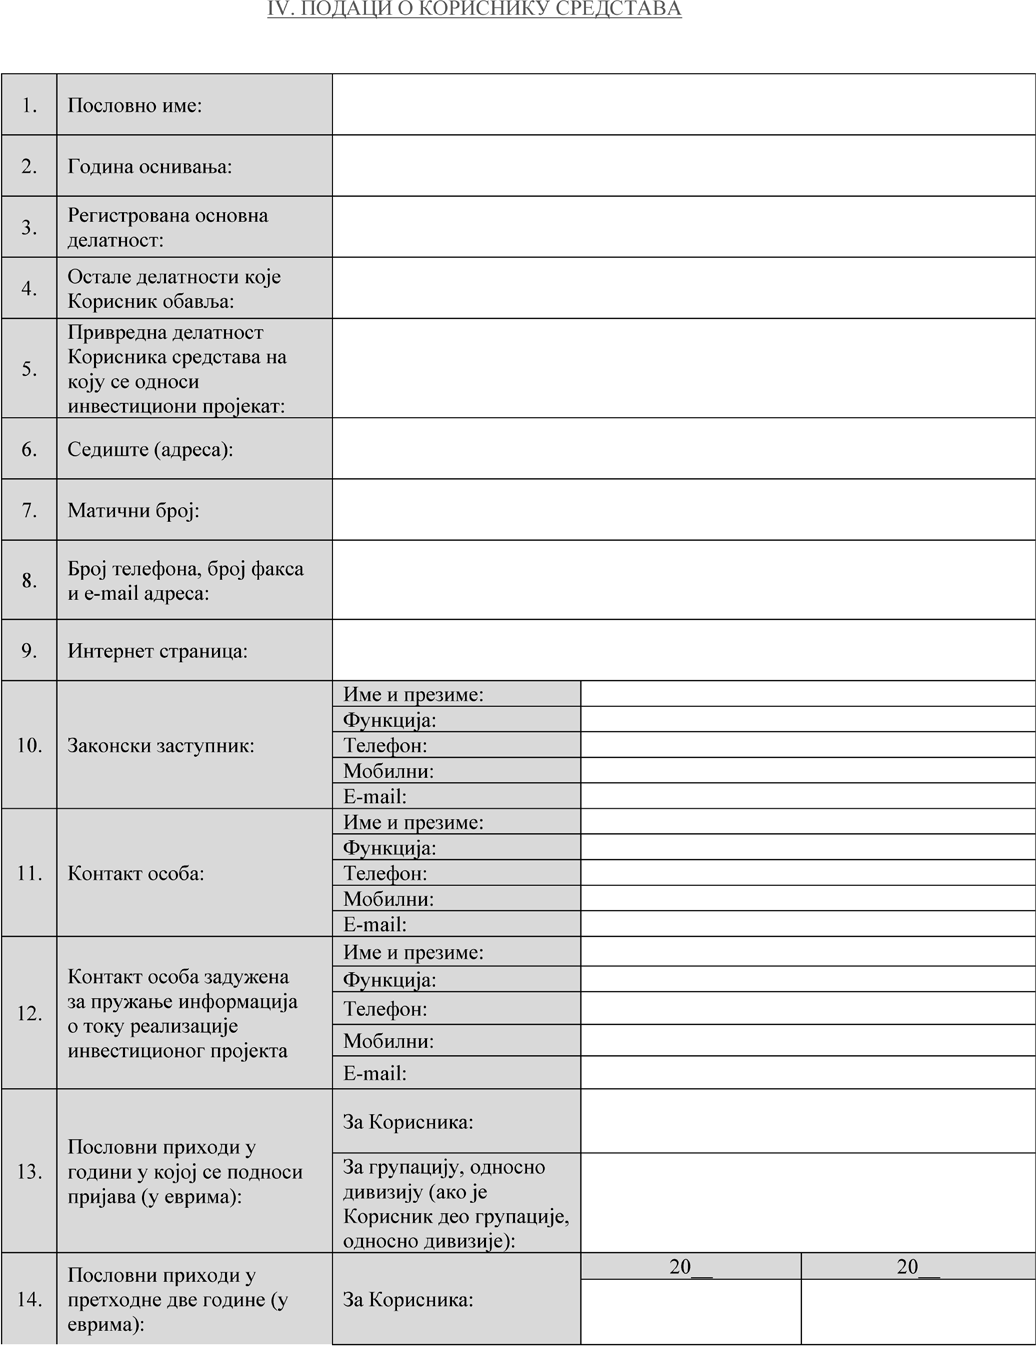 IV. ПОДАЦИ О КОРИСНИКУ СРЕДСТАВА
1. Пословно име:
2. Година оснивања:
3. Регистрована основна
делатност:
4. Остале делатности које
Корисник обавља:
5. Привредна делатност
Корисника средстава на
коју се односи
инвестициони пројекат:
6. Седиште (адреса):
7. Матични број:
8. Број телефона, број факса
и e-mail адреса:
9. Интернет страница:
10. Законски заступник:
Име и презиме:
Функција:
Телефон:
Мобилни:
E-mail:
11. Контакт особа:
Име и презиме:
Функција:
Телефон:
Мобилни:
E-mail:
12. Контакт особа задужена
за пружање информација
о току реализације
инвестиционог пројекта
Име и презиме:
Функција:
Телефон:
Мобилни:
E-mail:
13. Пословни приходи у
години у којој се подноси
пријава (у еврима):
За Корисника:
За групацију, односно
дивизију (ако је
Корисник део групације,
односно дивизије):
14. Пословни приходи у
претходне две године (у
еврима):
За Корисника:
20__ 20__